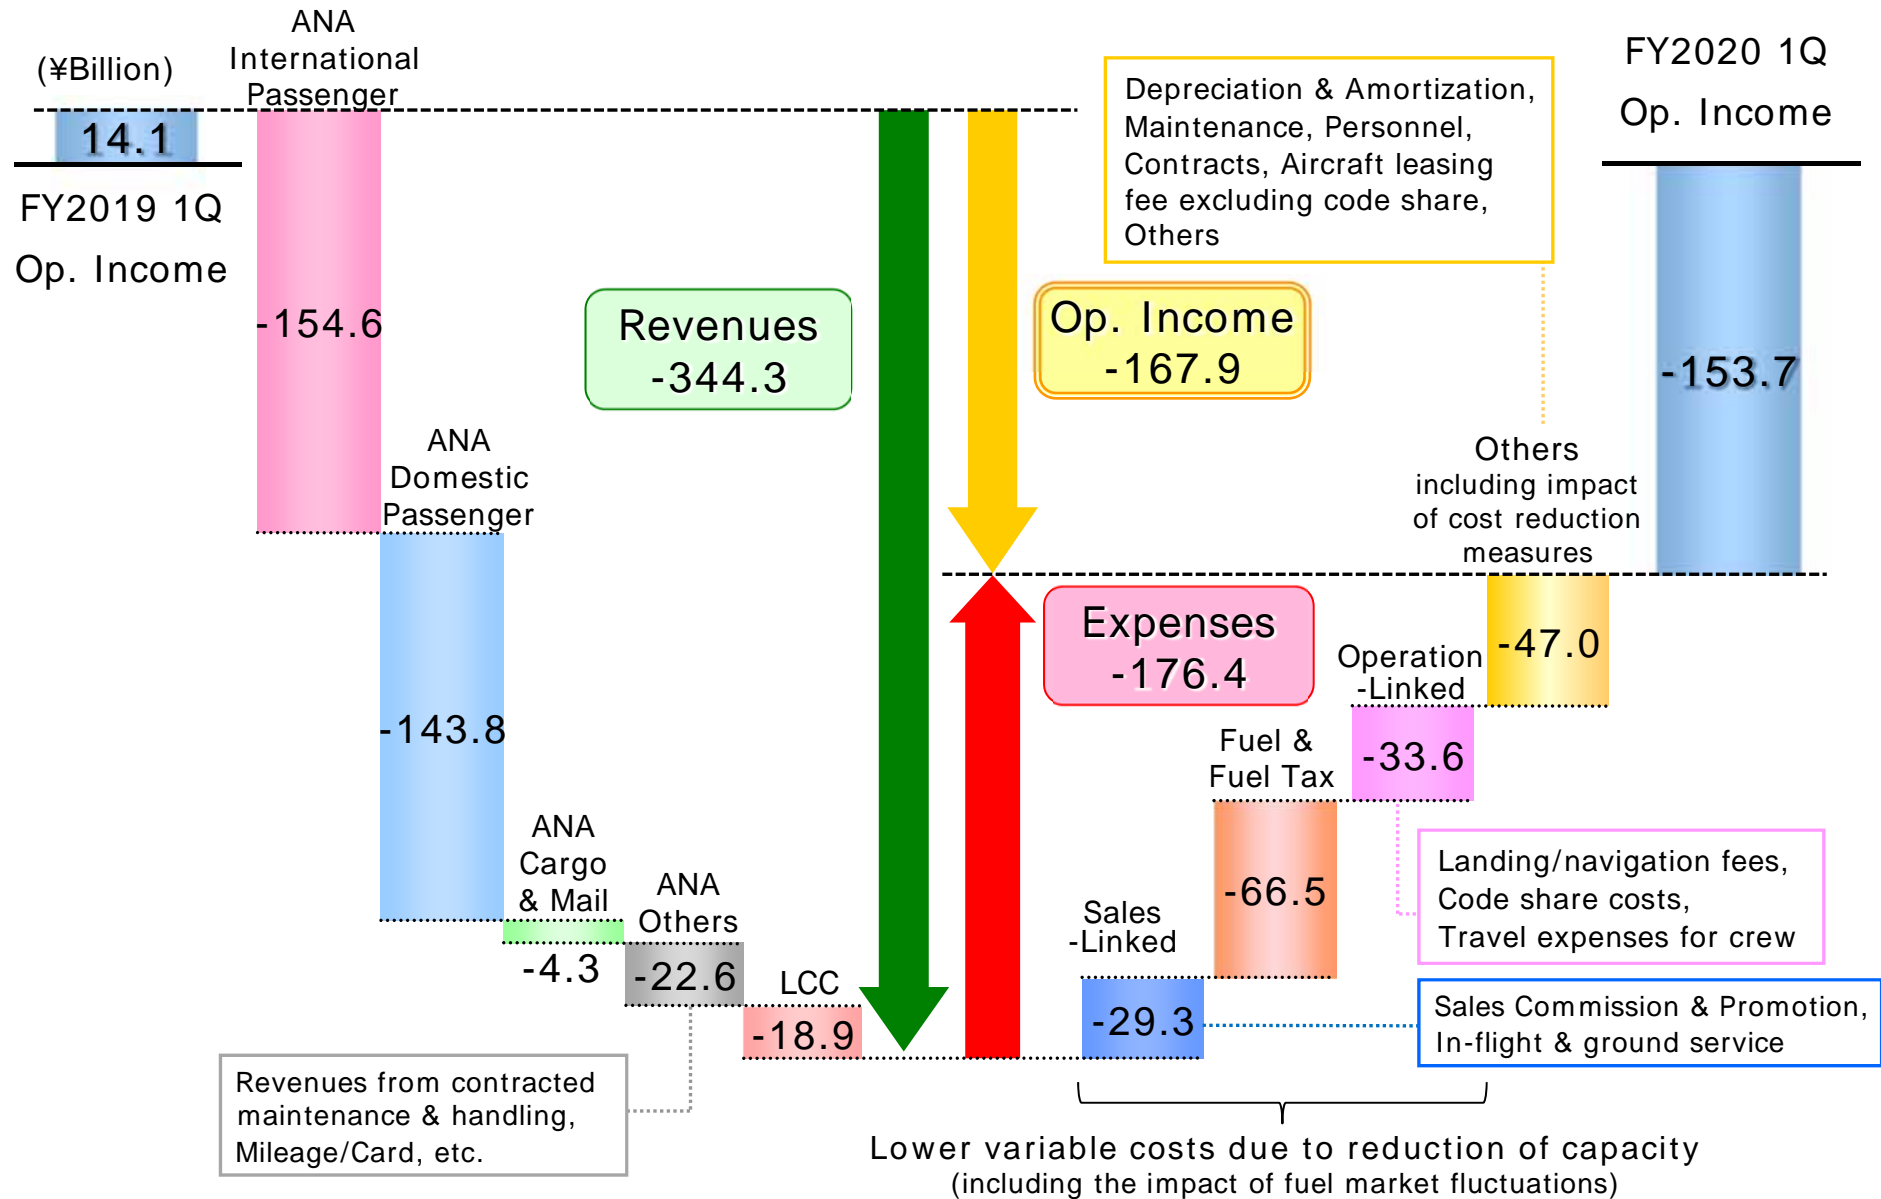 (¥Billion)
14.1
FY2019 1Q
Op. Income
ANA
International
Passenger
-154.6
ANA
Domestic
Passenger
-143.8
ANA
Cargo
& Mail
-4.3
ANA
Others
-22.6
LCC
-18.9
Revenues from contracted
maintenance & handling,
Mileage/Card, etc.
Revenues
-344.3
Op. Income
-167.9
Expenses
-176.4
Sales
-Linked
-29.3
Fuel &
Fuel Tax
-66.5
Operation
-Linked
-33.6
Others
including impact
of cost reduction
measures
-47.0
Depreciation & Amortization,
Maintenance, Personnel,
Contracts, Aircraft leasing
fee excluding code share,
Others
FY2020 1Q
Op. Income
-153.7
Landing/navigation fees,
Code share costs,
Travel expenses for crew
Sales Commission & Promotion,
In-flight & ground service
Lower variable costs due to reduction of capacity
(including the impact of fuel market fluctuations)